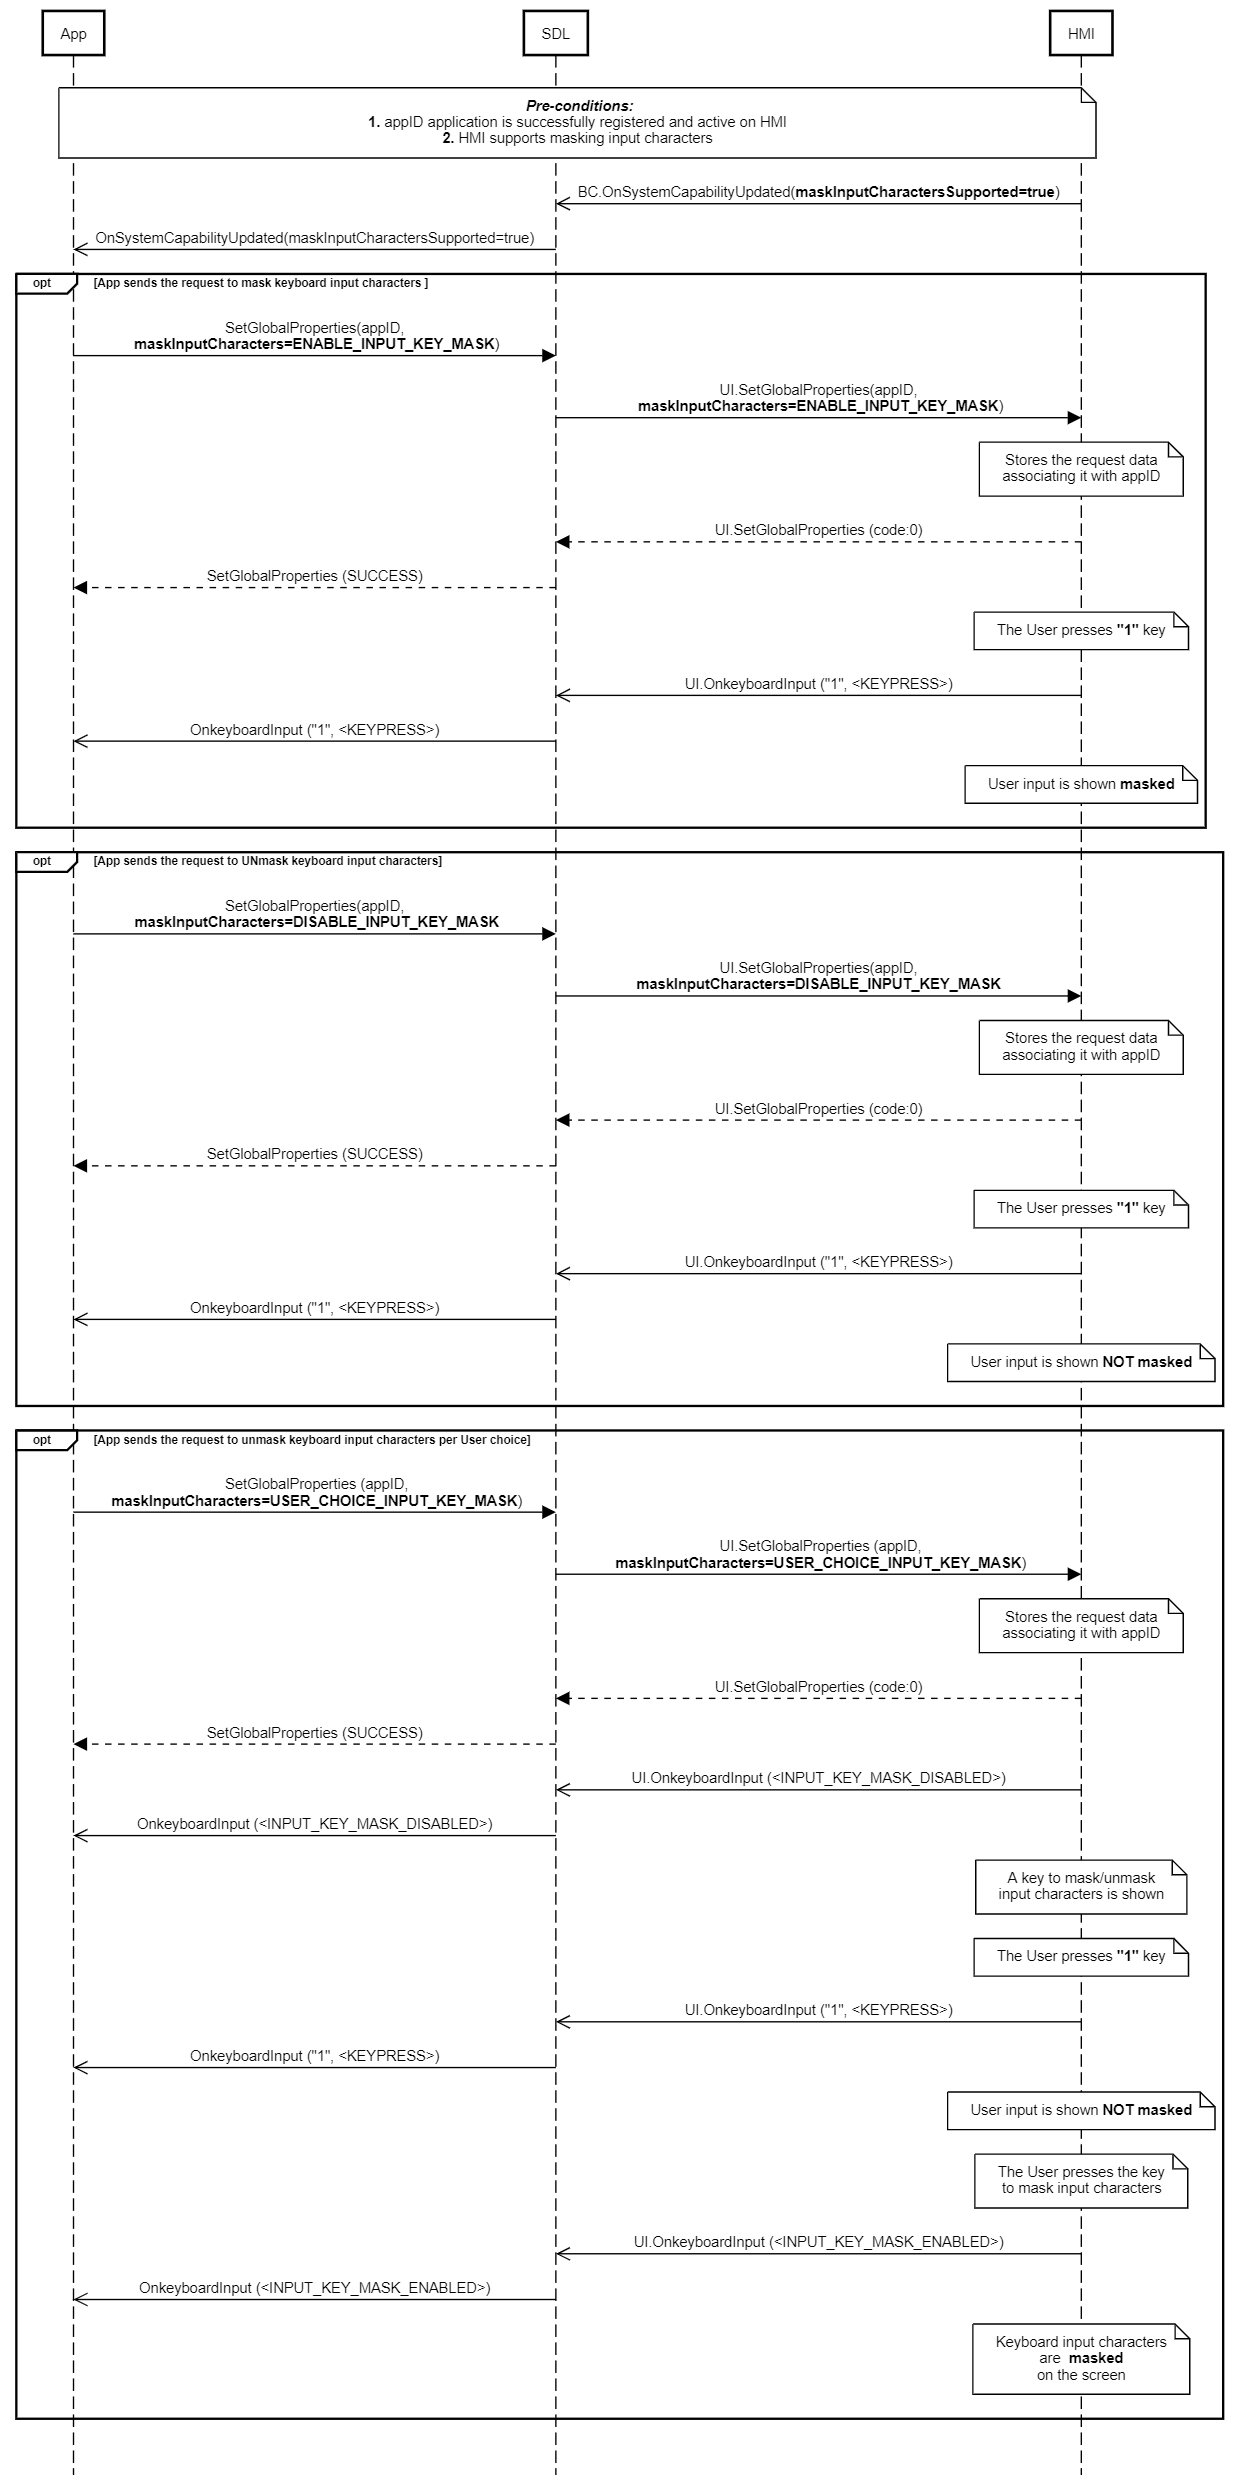 App
SDL
HMI
Pre-conditions:
1. appID application is successfully registered and active on HMI
2. HMI supports masking input characters
BC.OnSystemCapabilityUpdated(maskInputCharactersSupported=true)
OnSystemCapabilityUpdated(maskInputCharactersSupported=true)
opt
[App sends the request to mask keyboard input characters ]
SetGlobalProperties(appID,
maskInputCharacters=ENABLE_INPUT_KEY_MASK)
UI.SetGlobalProperties(appID,
maskInputCharacters=ENABLE_INPUT_KEY_MASK)
Stores the request data
associating it with appID
UI.SetGlobalProperties (code:0)
SetGlobalProperties (SUCCESS)
The User presses "1" key
UI.OnkeyboardInput ("1", <KEYPRESS>)
OnkeyboardInput ("1", <KEYPRESS>)
User input is shown masked
opt
[App sends the request to UNmask keyboard input characters]
SetGlobalProperties(appID,
maskInputCharacters=DISABLE_INPUT_KEY_MASK
UI.SetGlobalProperties(appID,
maskInputCharacters=DISABLE_INPUT_KEY_MASK
Stores the request data
associating it with appID
UI.SetGlobalProperties (code:0)
SetGlobalProperties (SUCCESS)
The User presses "1" key
UI.OnkeyboardInput ("1", <KEYPRESS>)
OnkeyboardInput ("1", <KEYPRESS>)
User input is shown NOT masked
opt
[App sends the request to unmask keyboard input characters per User choice]
SetGlobalProperties (appID,
maskInputCharacters=USER_CHOICE_INPUT_KEY_MASK)
UI.SetGlobalProperties (appID,
maskInputCharacters=USER_CHOICE_INPUT_KEY_MASK)
Stores the request data
associating it with appID
UI.SetGlobalProperties (code:0)
SetGlobalProperties (SUCCESS)
UI.OnkeyboardInput (<INPUT_KEY_MASK_DISABLED>)
OnkeyboardInput (<INPUT_KEY_MASK_DISABLED>)
A key to mask/unmask
input characters is shown
The User presses "1" key
UI.OnkeyboardInput ("1", <KEYPRESS>)
OnkeyboardInput ("1", <KEYPRESS>)
User input is shown NOT masked
The User presses the key
to mask input characters
UI.OnkeyboardInput (<INPUT_KEY_MASK_ENABLED>)
OnkeyboardInput (<INPUT_KEY_MASK_ENABLED>)
Keyboard input characters
are masked
on the screen